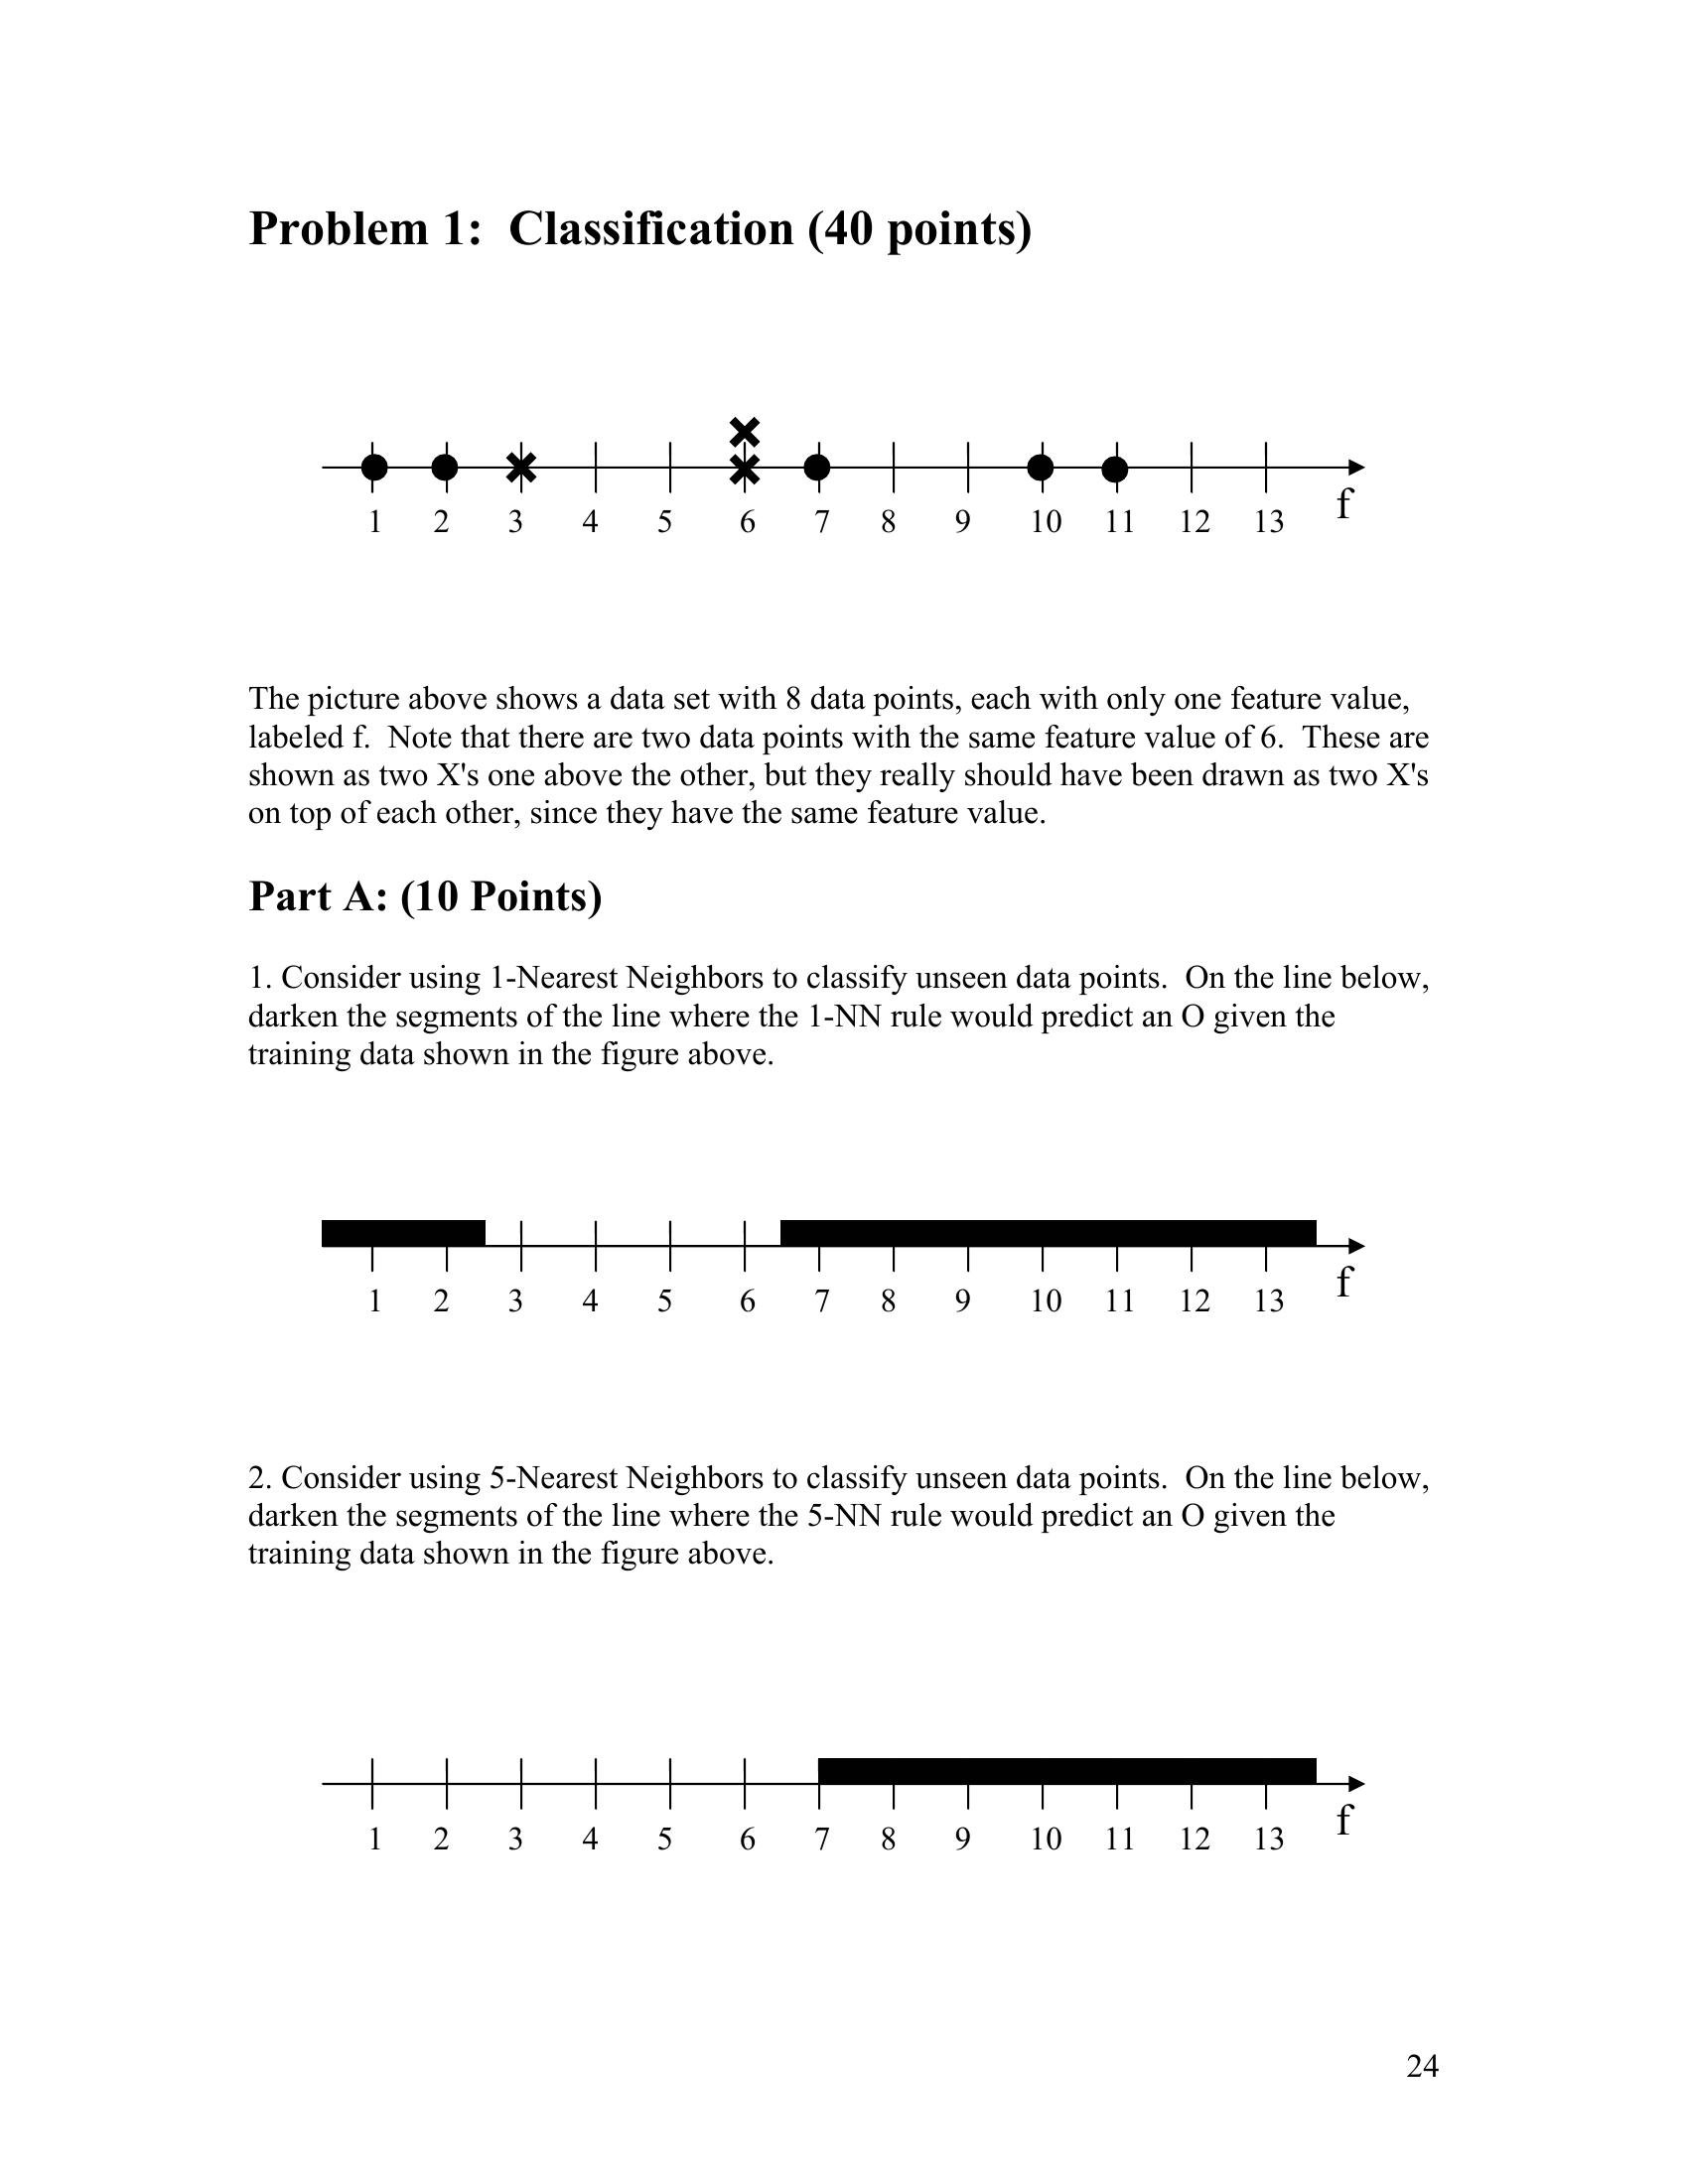 Problem 1:  Classification (40 points)
1 2 3 4 5 6 7 8 9 10 11 12 13 f
The picture above shows a data set with 8 data points, each with only one feature value,
labeled f.  Note that there are two data points with the same feature value of 6.  These are
shown as two X's one above the other, but they really should have been drawn as two X's
on top of each other, since they have the same feature value.
Part A: (10 Points)
1. Consider using 1-Nearest Neighbors to classify unseen data points.  On the line below,
darken the segments of the line where the 1-NN rule would predict an O given the
training data shown in the figure above.
1 2 3 4 5 6 7 8 9 10 11 12 13 f
2. Consider using 5-Nearest Neighbors to classify unseen data points.  On the line below,
darken the segments of the line where the 5-NN rule would predict an O given the
training data shown in the figure above.
1 2 3 4 5 6 7 8 9 10 11 12 13 f
24